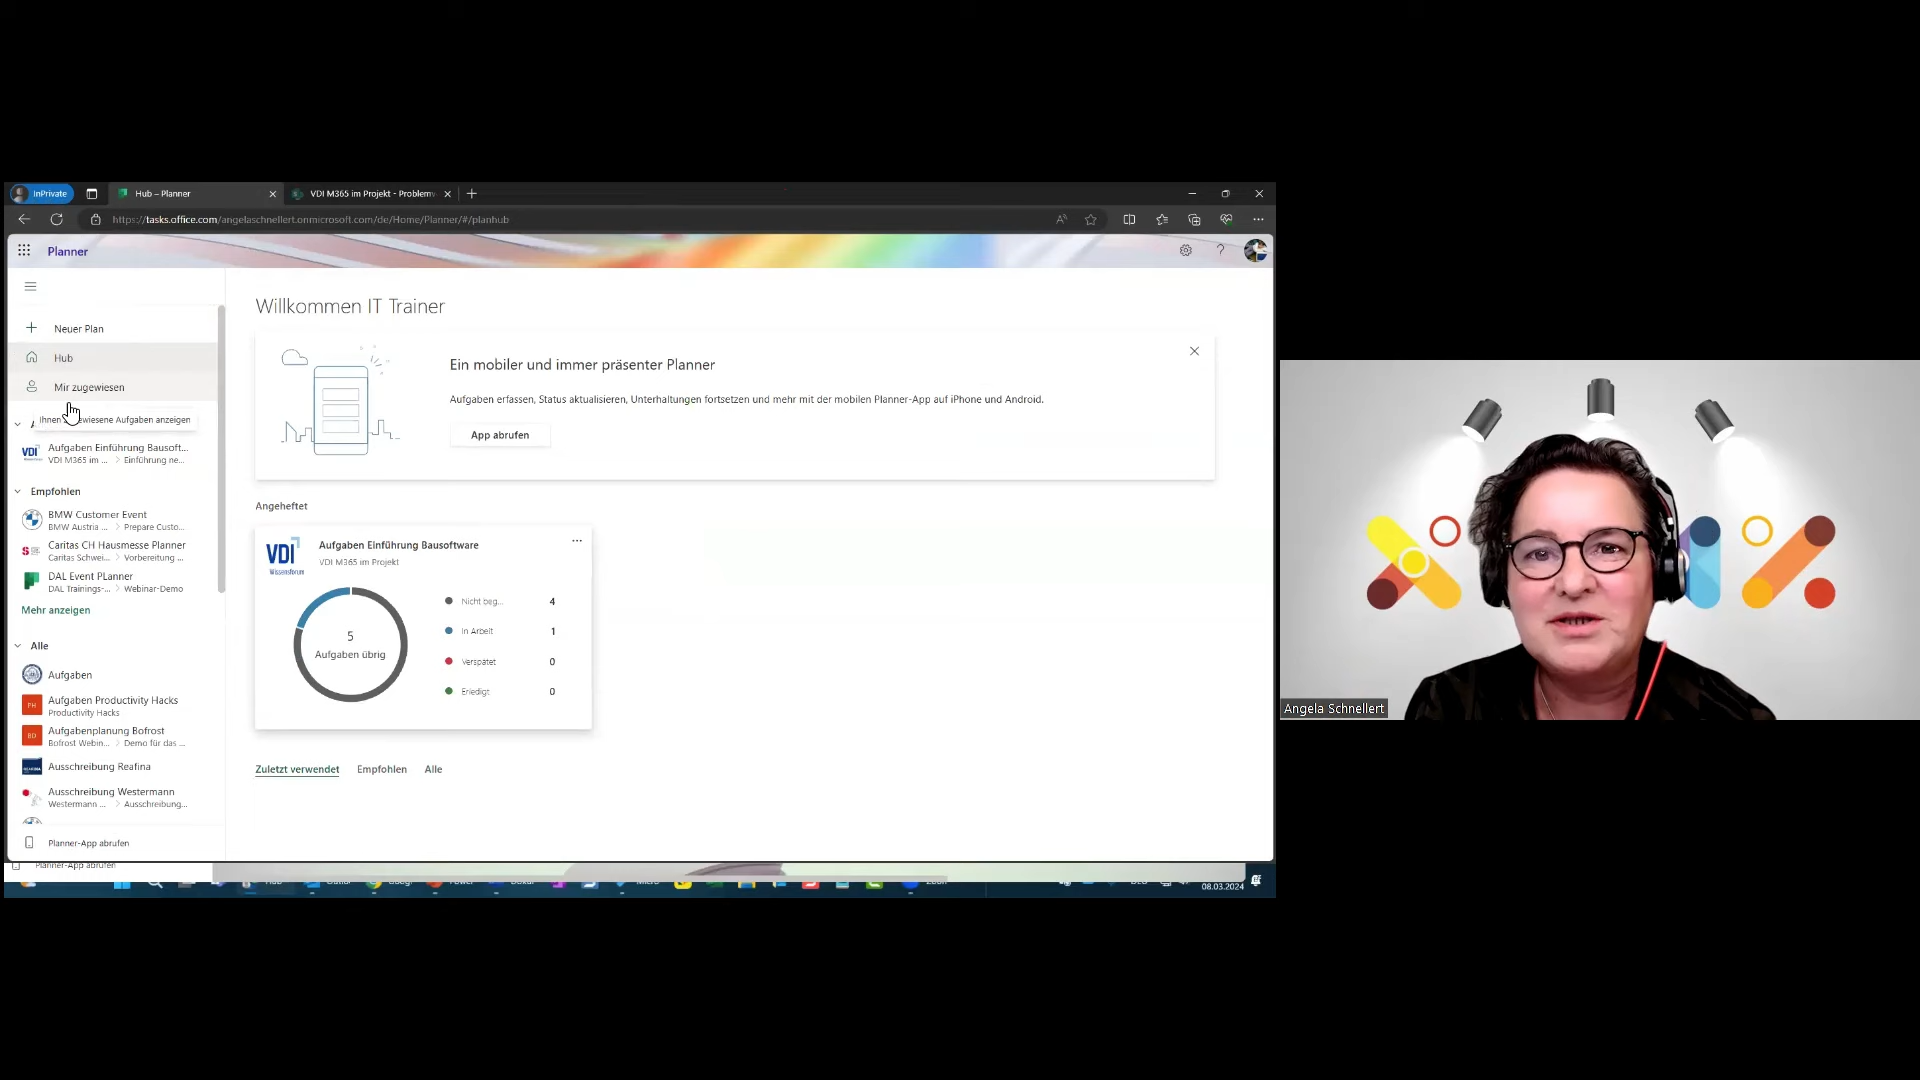 InPrivate
Hub – Planner
VDI M365 im Projekt - Problemv
https://tasks.office.com/angelaschnellert.onmicrosoft.com/de/Home/Planner/#/planhub
Planner
Neuer Plan
Hub
Mir zugewiesen
Aufgaben Einführung Bausoft...
VDI M365 im ... > Einführung ne...
Empfohlen
BMW Customer Event
BMW Austria ... > Prepare Custo...
Caritas CH Hausmesse Planner
Caritas Schwei... > Vorbereitung ...
DAL Event PLanner
DAL Trainings-... > Webinar-Demo
Mehr anzeigen
Alle
Aufgaben
PH
Aufgaben Productivity Hacks
Productivity Hacks
BD
Aufgabenplanung Bofrost
Bofrost Webin... > Demo für das ...
Ausschreibung Reafina
Ausschreibung Westermann
Westermann ... > Ausschreibung...
Planner-App abrufen
Planner-App abrufen
Willkommen IT Trainer
Ein mobiler und immer präsenter Planner
Aufgaben erfassen, Status aktualisieren, Unterhaltungen fortsetzen und mehr mit der mobilen Planner-App auf iPhone und Android.
App abrufen
Angeheftet
VDI
Wissensforum
Aufgaben Einführung Bausoftware
VDI M365 im Projekt
5
Aufgaben übrig
Nicht beg... 4
In Arbeit 1
Verspätet 0
Erledigt 0
Zuletzt verwendet
Empfohlen
Alle
08.03.2024
Angela Schnellert